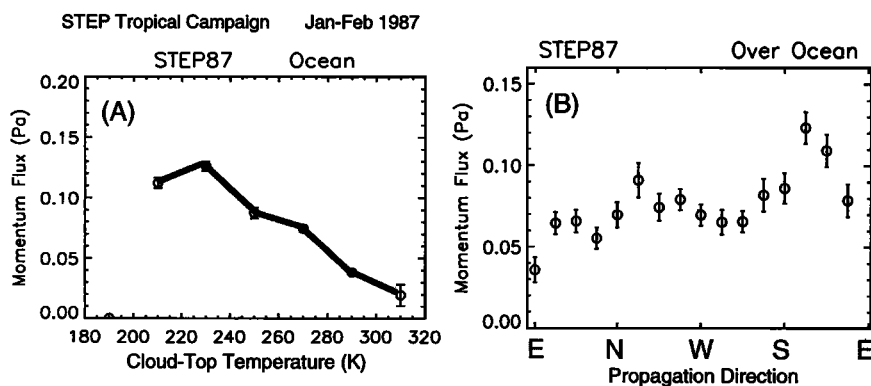 STEP Tropical Campaign Jan-Feb 1987
STEP87 Ocean
(A)
Momentum Flux (Pa)
0.20
0.15
0.10
0.05
0.00
180 200 220 240 260 280 300 320
Cloud-Top Temperature (K)
STEP87 Over Ocean
(B)
Momentum Flux (Pa)
0.15
0.10
0.05
0.00
E N W S E
Propagation Direction